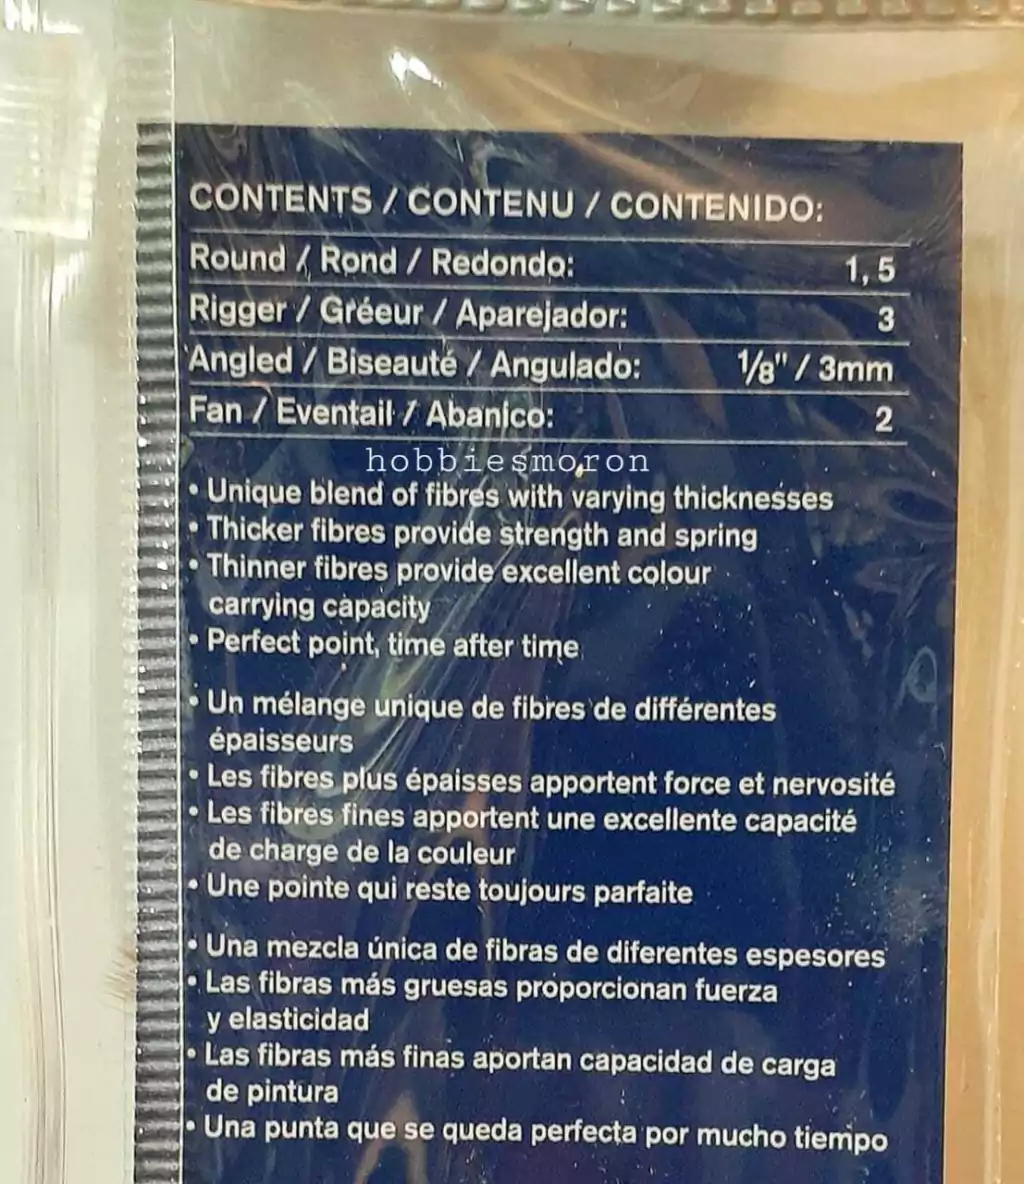 CONTENTS / CONTENU / CONTENIDO:
Round / Rond / Redondo: 1, 5
Rigger / Gréeur / Aparejador: 3
Angled / Biseauté / Angulado: 1/8" / 3mm
Fan / Eventail / Abanico: 2
hobbiesmoron
• Unique blend of fibres with varying thicknesses
• Thicker fibres provide strength and spring
• Thinner fibres provide excellent colour
carrying capacity
• Perfect point, time after time
• Un mélange unique de fibres de différentes
épaisseurs
• Les fibres plus épaisses apportent force et nervosité
• Les fibres fines apportent une excellente capacité
de charge de la couleur
• Une pointe qui reste toujours parfaite
• Una mezcla única de fibras de diferentes espesores
• Las fibras más gruesas proporcionan fuerza
y elasticidad
• Las fibras más finas aportan capacidad de carga
de pintura
• Una punta que se queda perfecta por mucho tiempo